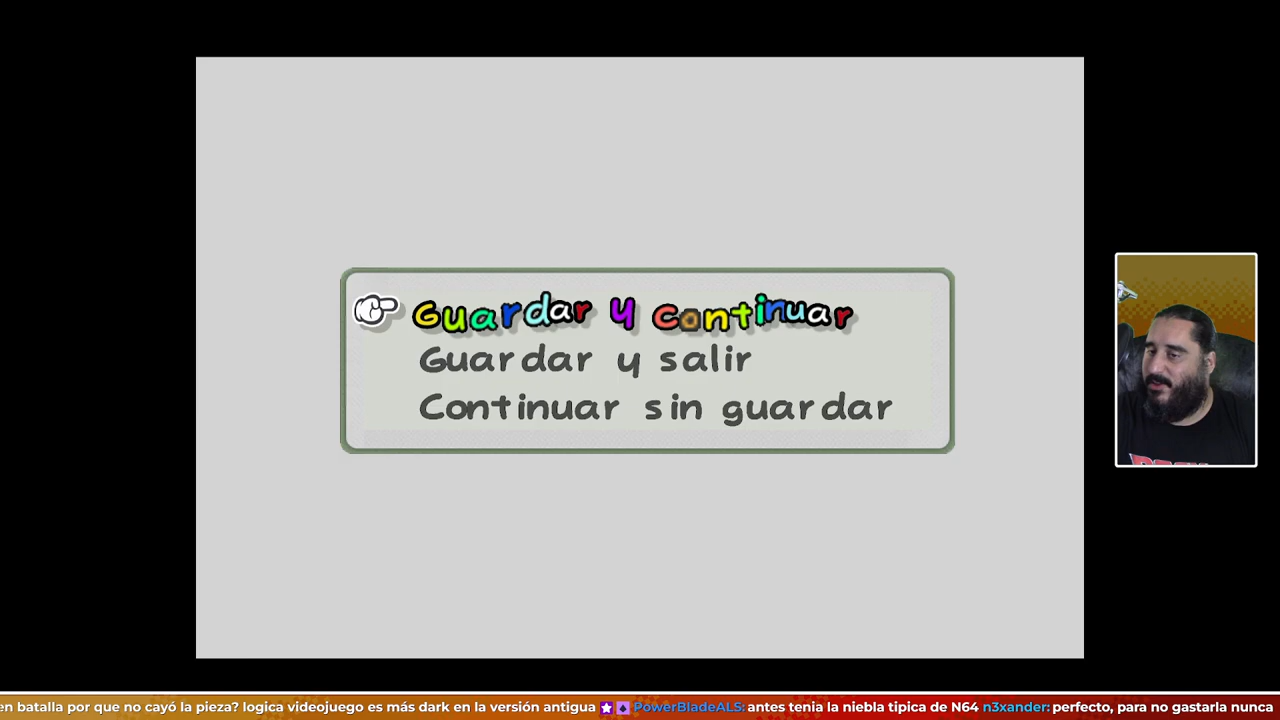 Guardar y continuar
Guardar y salir
Continuar sin guardar
en batalla por que no cayó la pieza? logica videojuego es más dark en la versión antigua PowerBladeALS: antes tenia la niebla tipica de N64 n3xander: perfecto, para no gastarla nunca